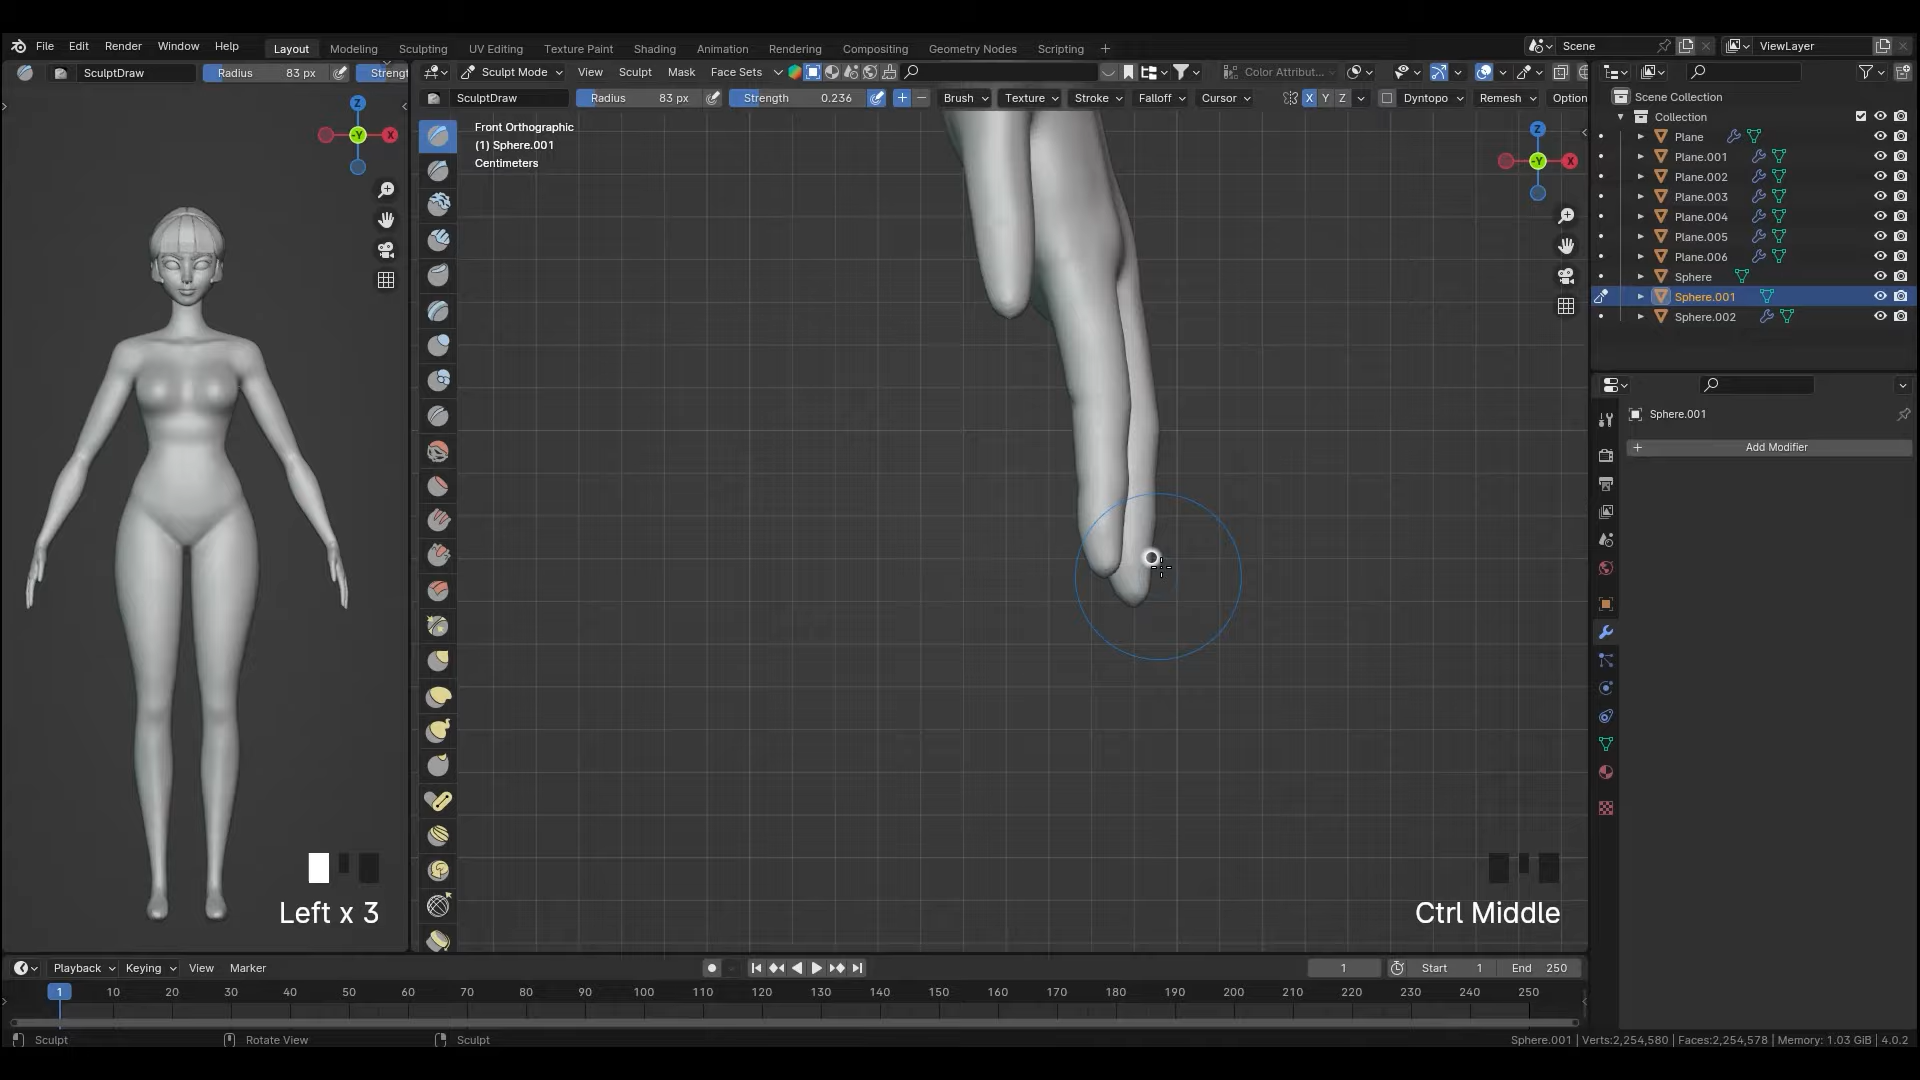 File Edit Render Window Help Layout Modeling Sculpting UV Editing Texture Paint Shading Animation Rendering Compositing Geometry Nodes Scripting + Scene ViewLayer
SculptDraw Radius 83 px Strengt Sculpt Mode View Sculpt Mask Face Sets Color Attribut...
SculptDraw Radius 83 px Strength 0.236 Brush Texture Stroke Falloff Cursor X Y Z Dyntopo Remesh Option
Scene Collection
Collection
Plane
Plane.001
Plane.002
Plane.003
Plane.004
Plane.005
Plane.006
Sphere
Sphere.001
Sphere.002
Z
-Y X
Front Orthographic
(1) Sphere.001
Centimeters
Z
-Y X
Sphere.001
+ Add Modifier
Left x 3
Ctrl Middle
Playback Keying View Marker 1 Start 1 End 250
1 10 20 30 40 50 60 70 80 90 100 110 120 130 140 150 160 170 180 190 200 210 220 230 240 250
Sculpt Rotate View Sculpt Sphere.001 | Verts:2,254,580 | Faces:2,254,578 | Memory: 1.03 GiB | 4.0.2